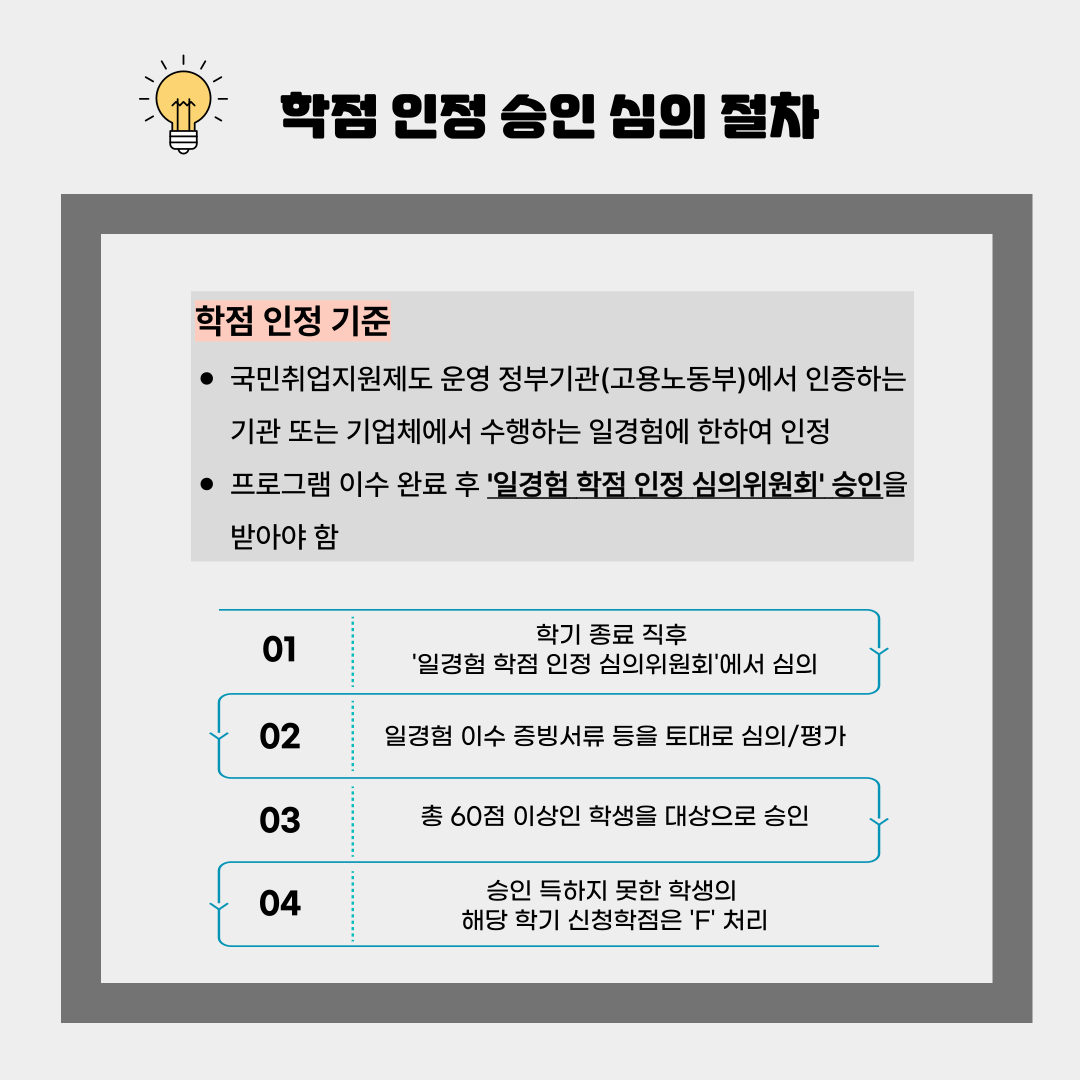 학점 인정 승인 심의 절차
학점 인정 기준
● 국민취업지원제도 운영 정부기관(고용노동부)에서 인증하는
기관 또는 기업체에서 수행하는 일경험에 한하여 인정
● 프로그램 이수 완료 후 '일경험 학점 인정 심의위원회' 승인을
받아야 함
01
학기 종료 직후
'일경험 학점 인정 심의위원회'에서 심의
02
일경험 이수 증빙서류 등을 토대로 심의/평가
03
총 60점 이상인 학생을 대상으로 승인
04
승인 득하지 못한 학생의
해당 학기 신청학점은 'F' 처리